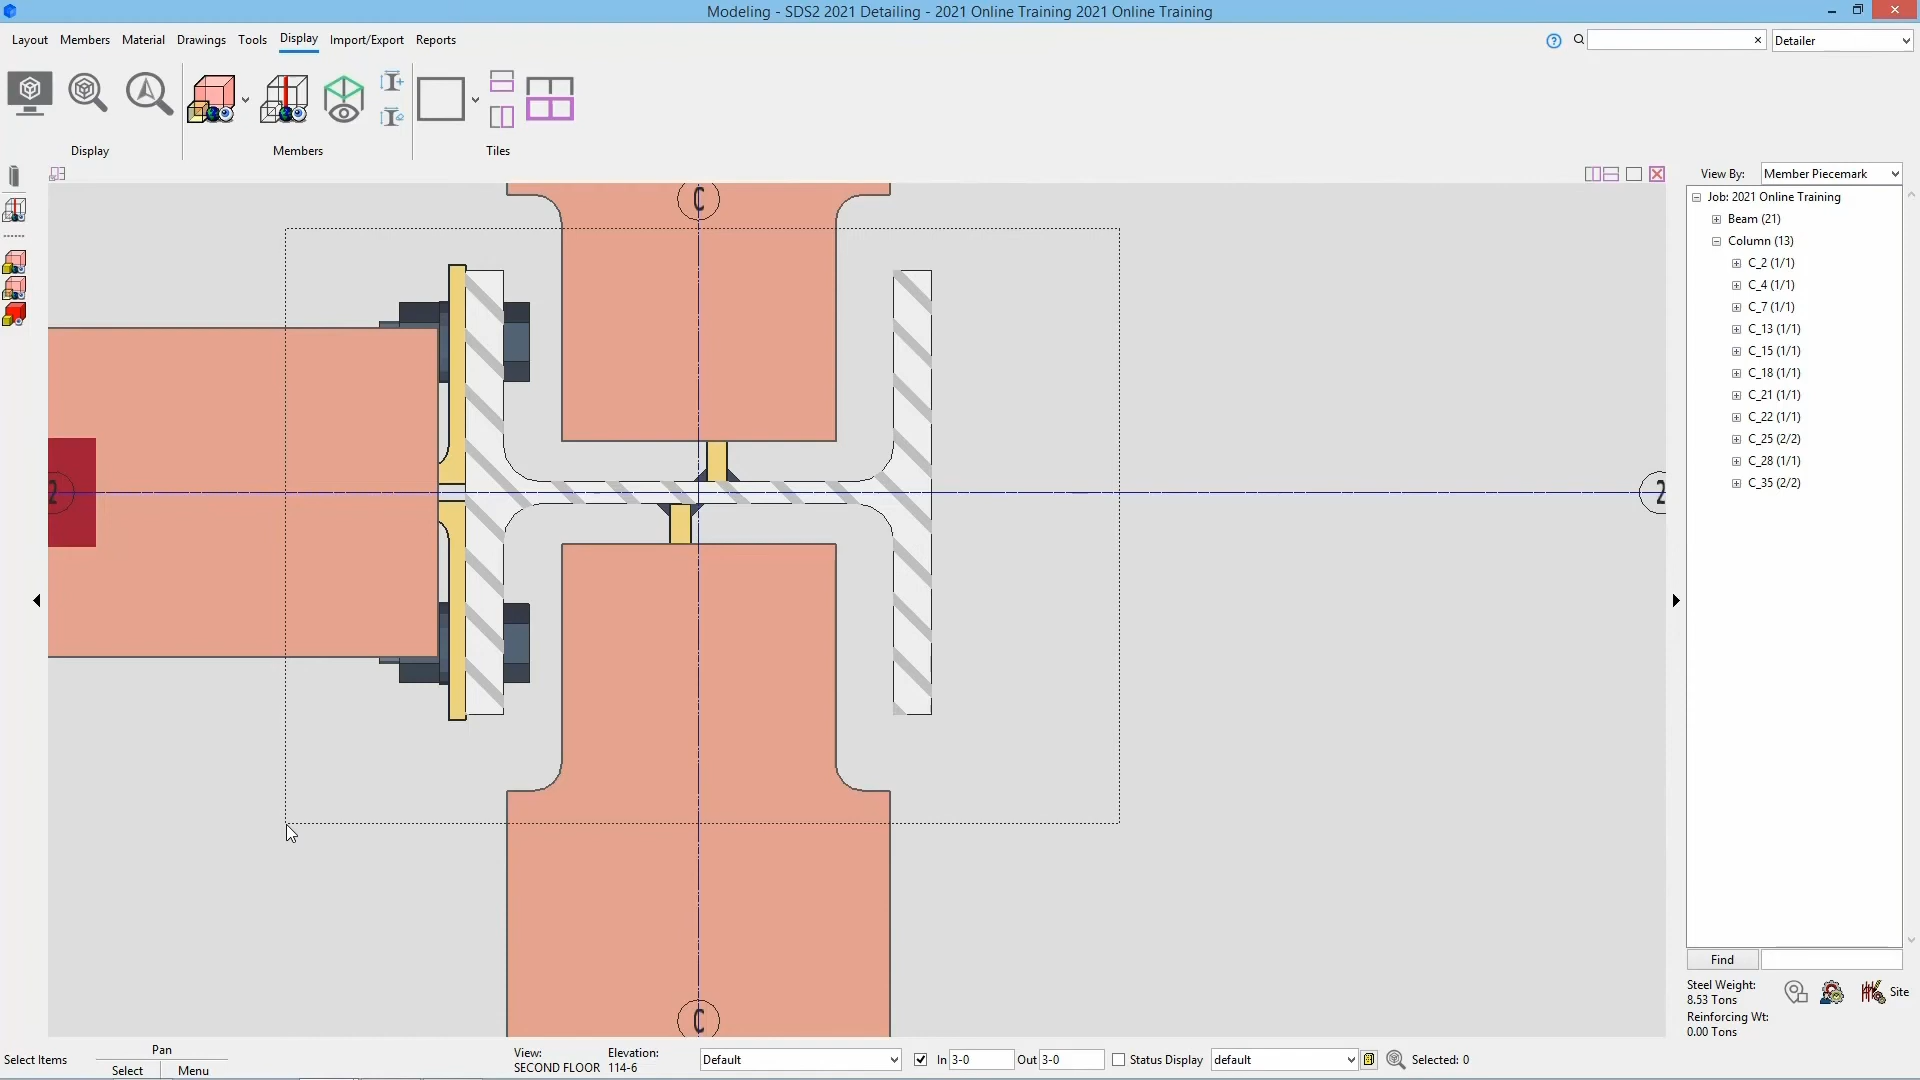 Modeling - SDS2 2021 Detailing - 2021 Online Training 2021 Online Training
Layout Members Material Drawings Tools Display Import/Export Reports
Detailer
Display
Members
Tiles
View By: Member Piecemark
Job: 2021 Online Training
Beam (21)
Column (13)
C_2 (1/1)
C_4 (1/1)
C_7 (1/1)
C_13 (1/1)
C_15 (1/1)
C_18 (1/1)
C_21 (1/1)
C_22 (1/1)
C_25 (2/2)
C_28 (1/1)
C_35 (2/2)
C
2
2
C
Find
Steel Weight:
8.53 Tons
Site
Reinforcing Wt:
0.00 Tons
Select Items
Pan
Select
Menu
View:
SECOND FLOOR
Elevation:
114-6
Default
In 3-0
Out 3-0
Status Display
default
Selected: 0